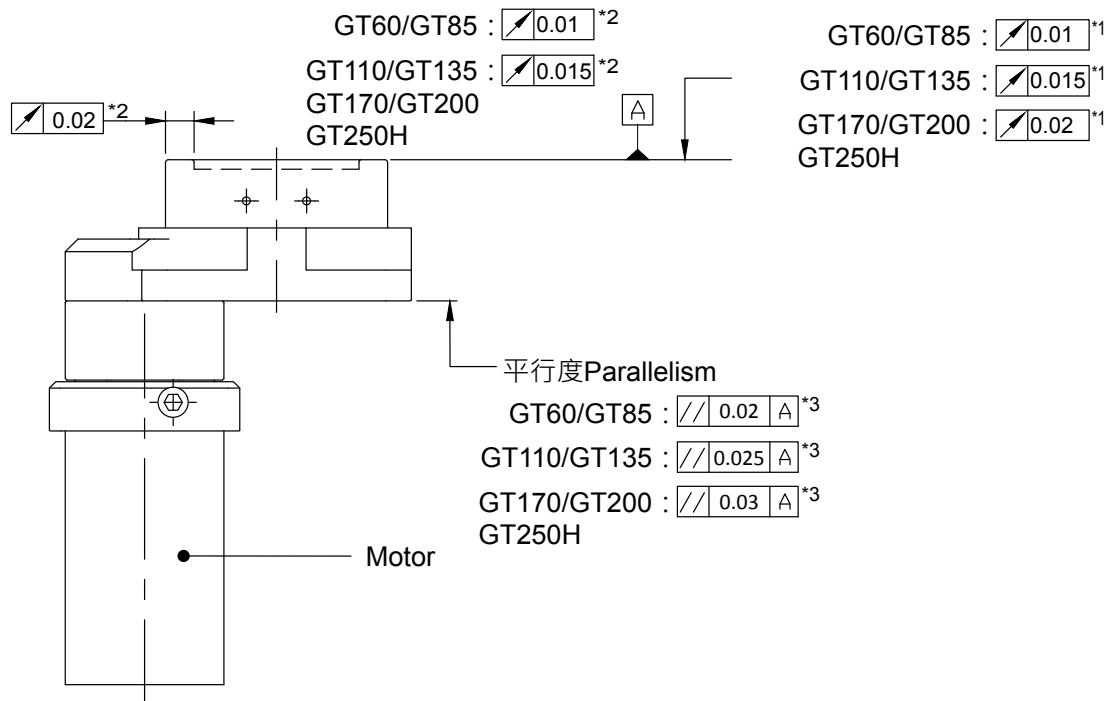 GT60/GT85 : 0.01 *2
GT110/GT135 : 0.015 *2
GT170/GT200
GT250H
GT60/GT85 : 0.01 *1
GT110/GT135 : 0.015 *1
GT170/GT200 : 0.02 *1
GT250H
0.02 *2
A
平行度Parallelism
GT60/GT85 : // 0.02 A *3
GT110/GT135 : // 0.025 A *3
GT170/GT200 : // 0.03 A *3
GT250H
Motor